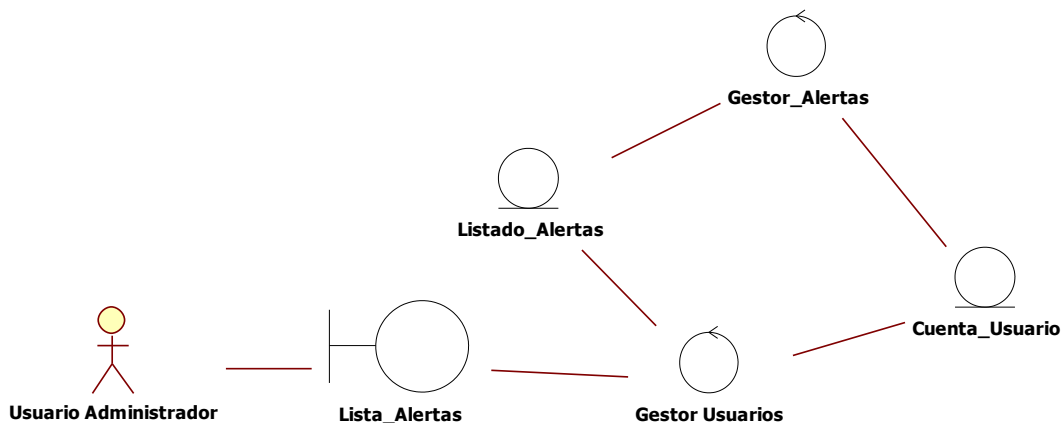 Gestor_Alertas
Listado_Alertas
Cuenta_Usuario
Usuario Administrador
Lista_Alertas
Gestor Usuarios